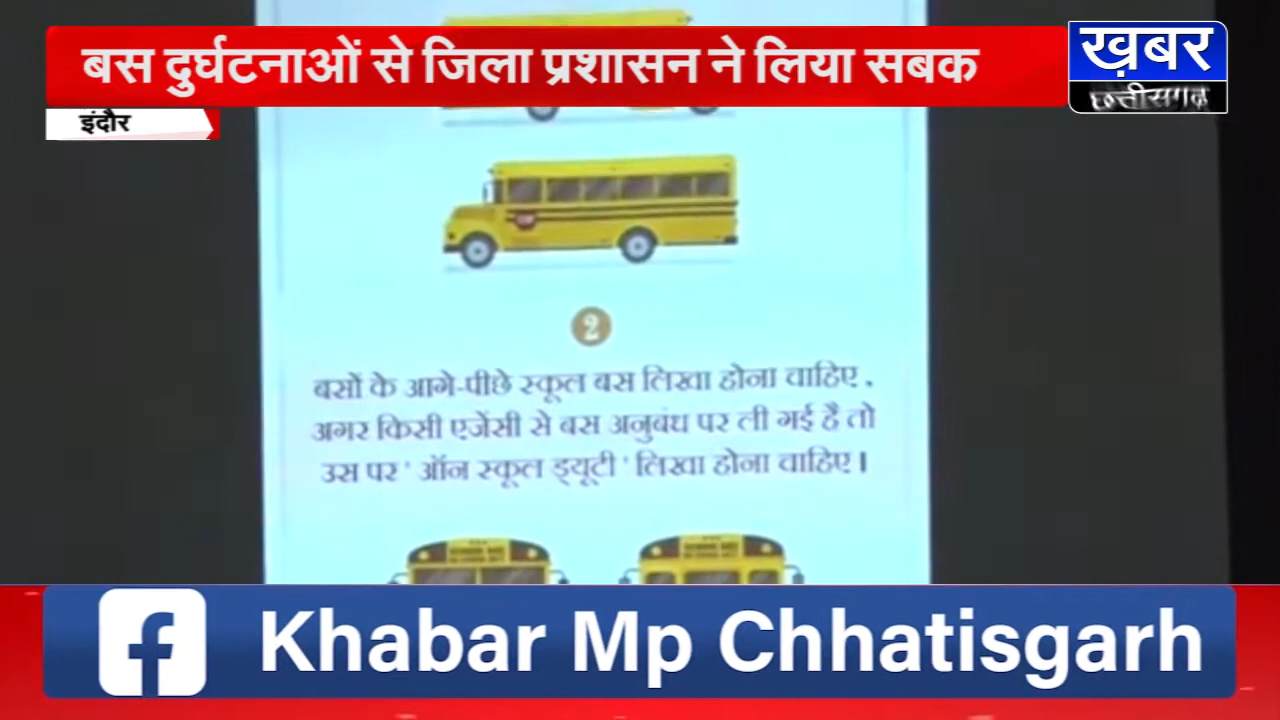 बस दुर्घटनाओं से जिला प्रशासन ने लिया सबक
ख़बर
छत्तीसगढ़
इंदौर
2
बसों के आगे-पीछे स्कूल बस लिखा होना चाहिए .
अगर किसी एजेंसी से बस अनुबंध पर ली गई है तो
उस पर ' ऑन स्कूल ड्यूटी ' लिखा होना चाहिए।
Khabar Mp Chhatisgarh